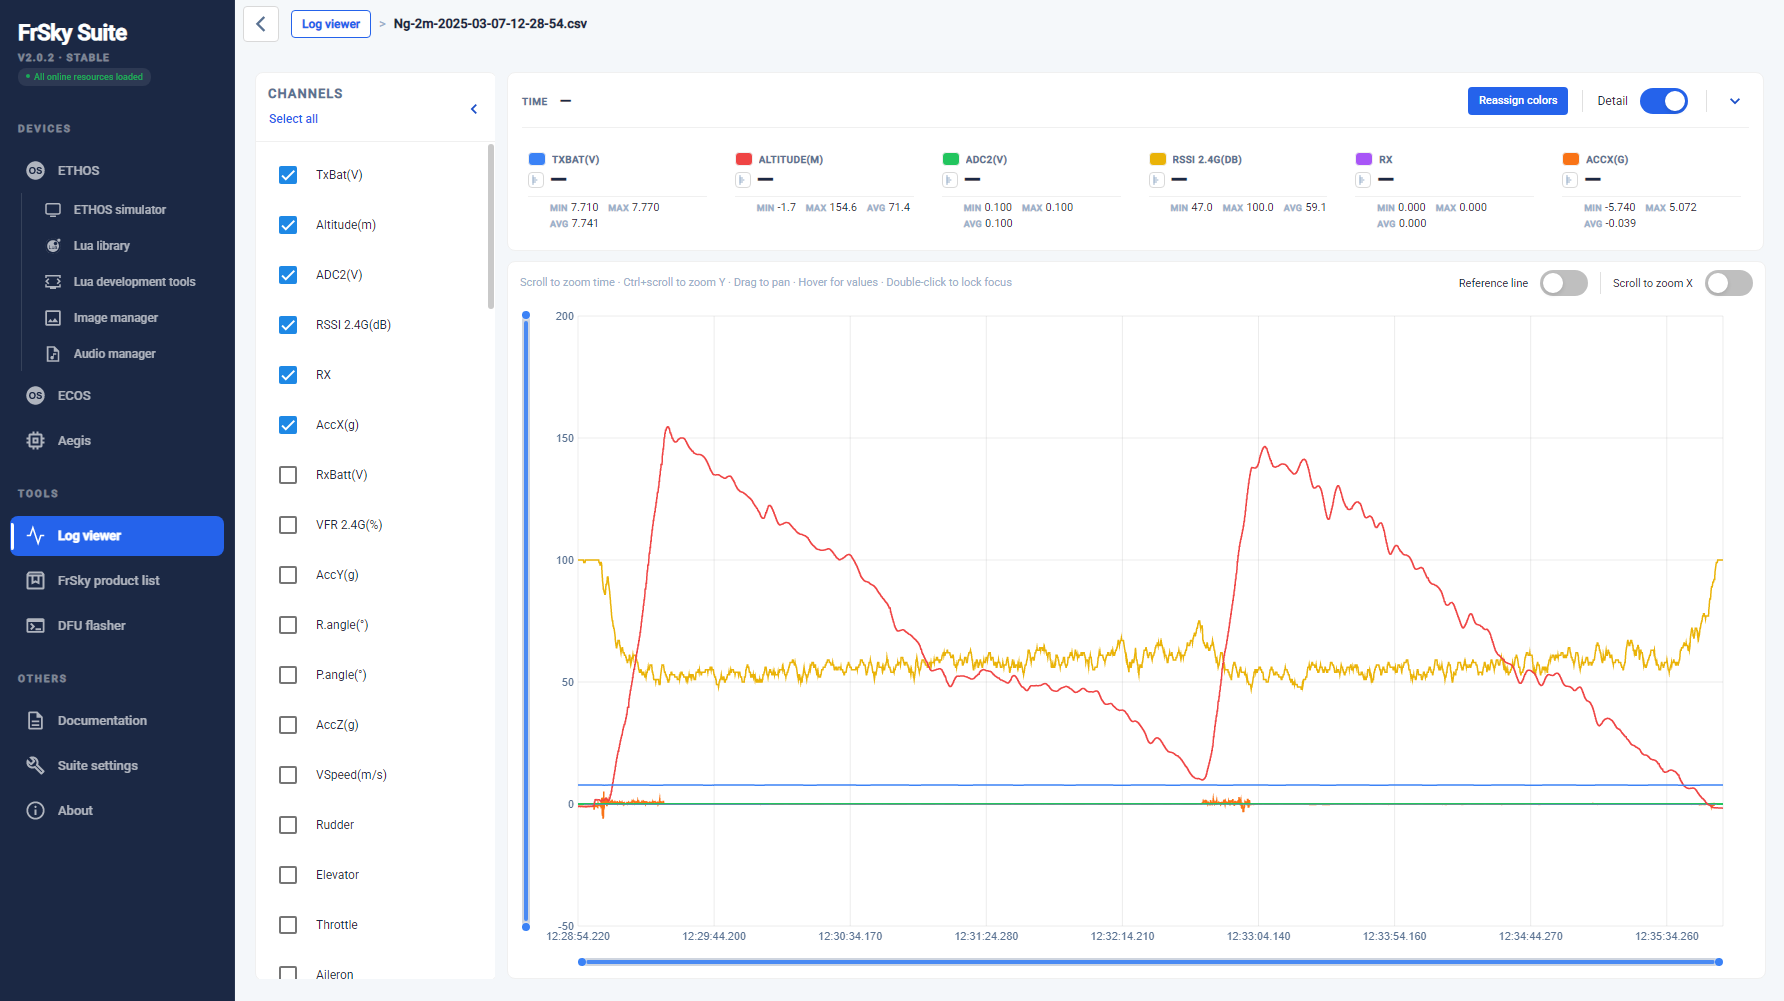 FrSky Suite
V2.0.2 · STABLE
• All online resources loaded
DEVICES
OS ETHOS
ETHOS simulator
Lua library
Lua development tools
Image manager
Audio manager
OS ECOS
Aegis
TOOLS
Log viewer
FrSky product list
DFU flasher
OTHERS
Documentation
Suite settings
About
Log viewer > Ng-2m-2025-03-07-12-28-54.csv
CHANNELS
Select all
TxBat(V)
Altitude(m)
ADC2(V)
RSSI 2.4G(dB)
RX
AccX(g)
RxBatt(V)
VFR 2.4G(%)
AccY(g)
R.angle(°)
P.angle(°)
AccZ(g)
VSpeed(m/s)
Rudder
Elevator
Throttle
Aileron
TIME —
Reassign colors
Detail
TXBAT(V)
—
MIN 7.710 MAX 7.770
AVG 7.741
ALTITUDE(M)
—
MIN -1.7 MAX 154.6 AVG 71.4
ADC2(V)
—
MIN 0.100 MAX 0.100
AVG 0.100
RSSI 2.4G(DB)
—
MIN 47.0 MAX 100.0 AVG 59.1
RX
—
MIN 0.000 MAX 0.000
AVG 0.000
ACCX(G)
—
MIN -5.740 MAX 5.072
AVG -0.039
Scroll to zoom time · Ctrl+scroll to zoom Y · Drag to pan · Hover for values · Double-click to lock focus
Reference line
Scroll to zoom X
200
150
100
50
0
-50
12:28:54.220 12:29:44.200 12:30:34.170 12:31:24.280 12:32:14.210 12:33:04.140 12:33:54.160 12:34:44.270 12:35:34.260